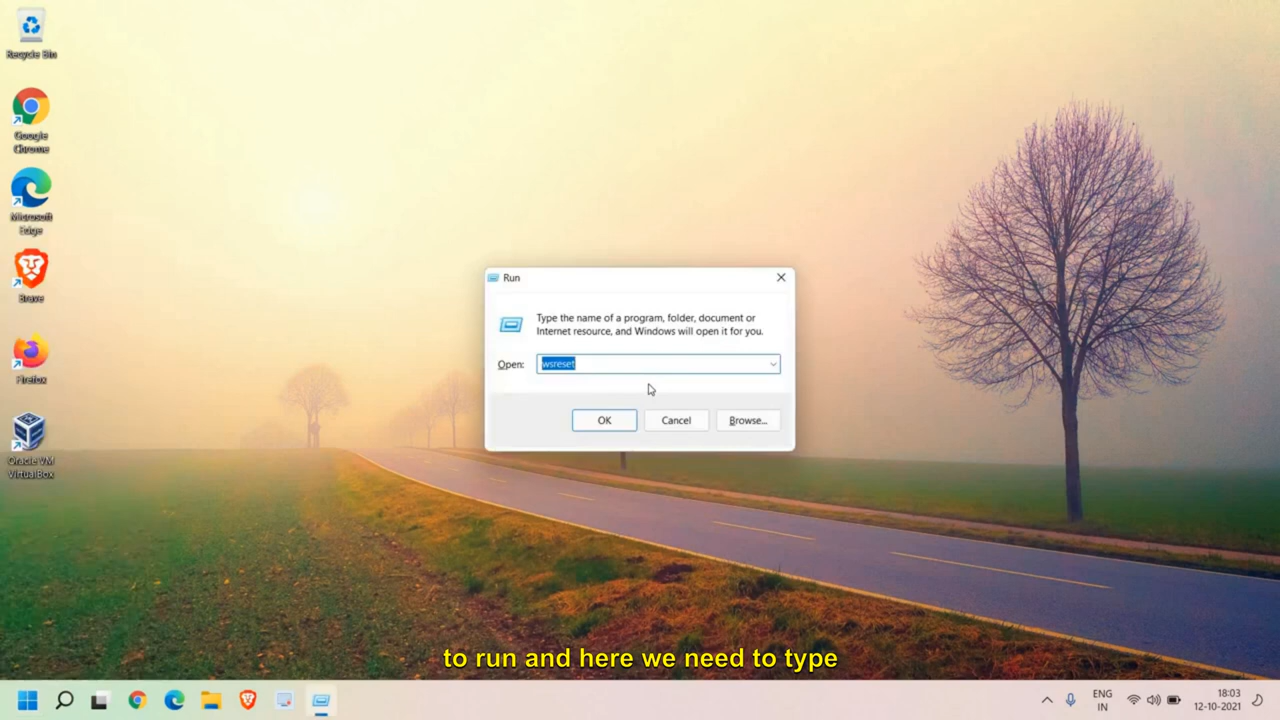 Recycle Bin
Google
Chrome
Microsoft
Edge
Brave
Firefox
Oracle VM
VirtualBox
Run
Type the name of a program, folder, document or
Internet resource, and Windows will open it for you.
Open:
wsreset
OK
Cancel
Browse...
to run and here we need to type
ENG
IN
18:03
12-10-2021